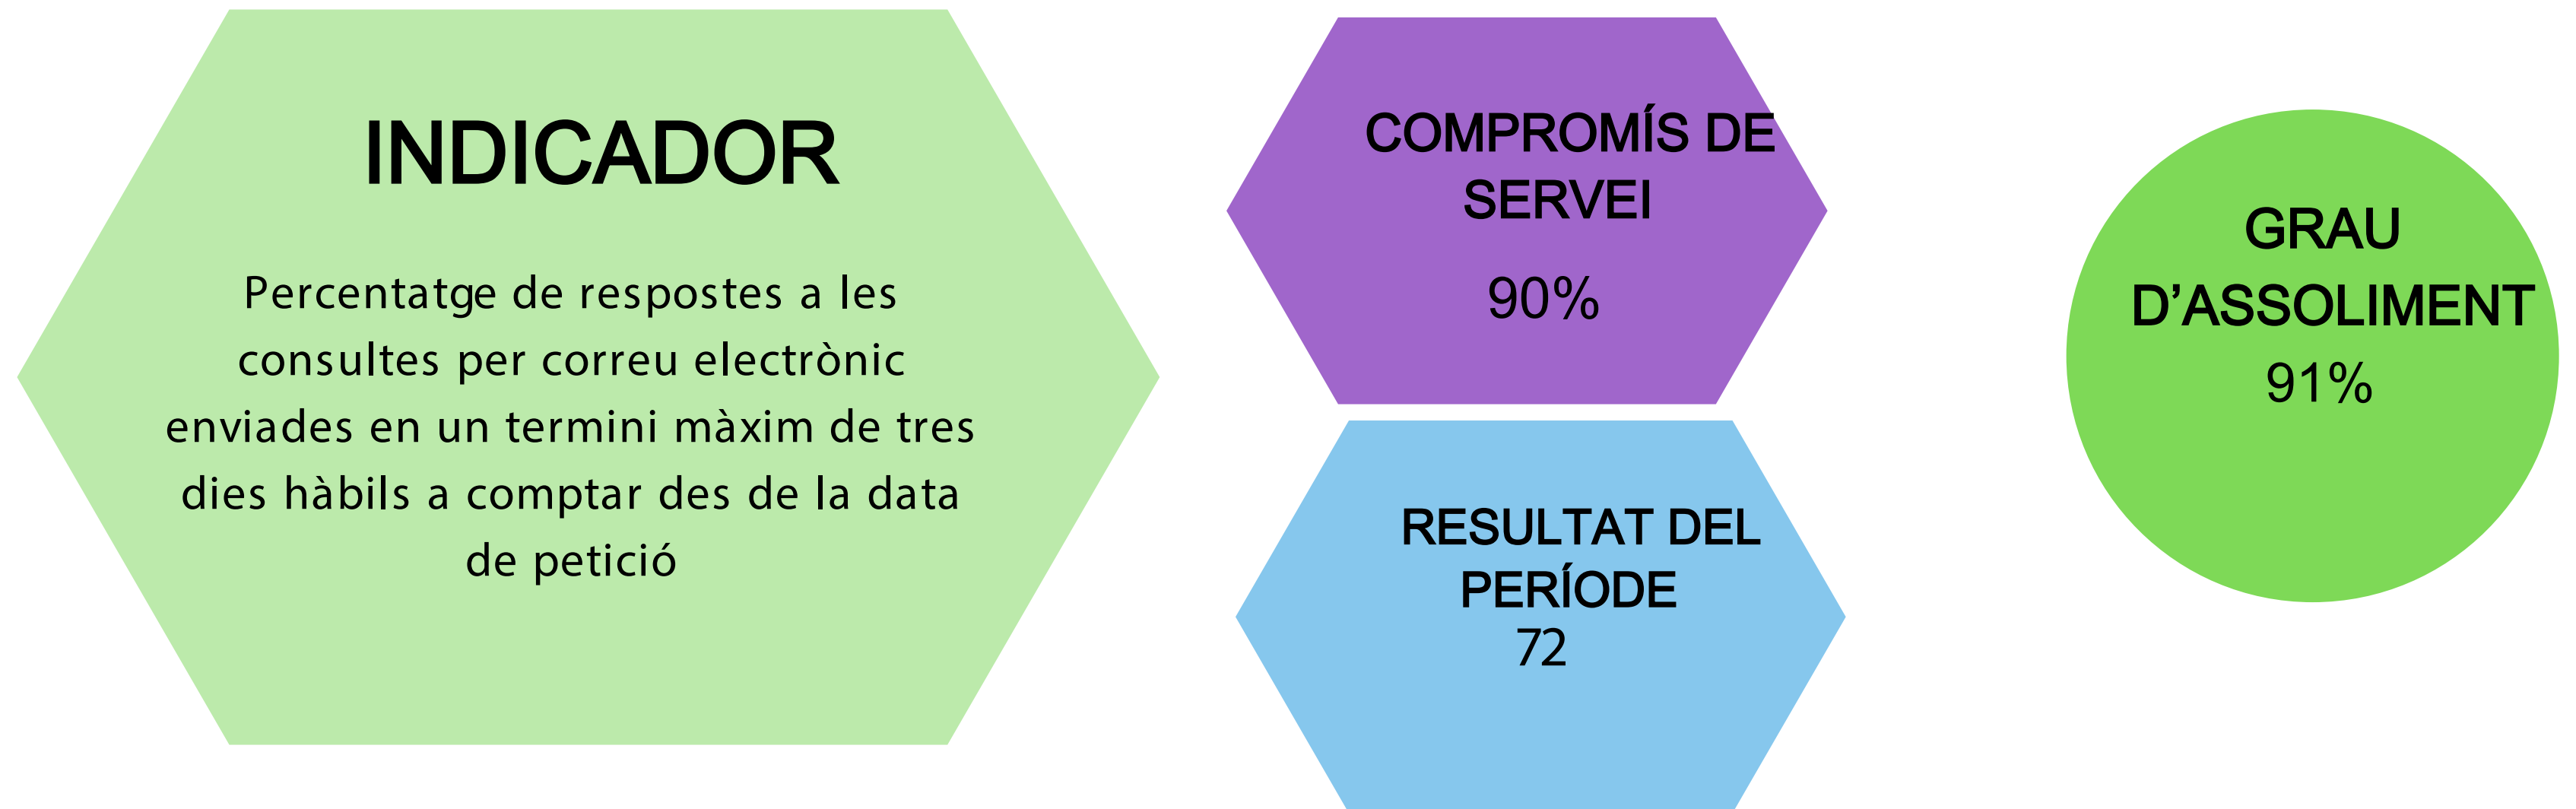 INDICADOR
Percentatge de respostes a les
consultes per correu electrònic
enviades en un termini màxim de tres
dies hàbils a comptar des de la data
de petició
COMPROMÍS DE
SERVEI
90%
RESULTAT DEL
PERÍODE
72
GRAU
D’ASSOLIMENT
91%